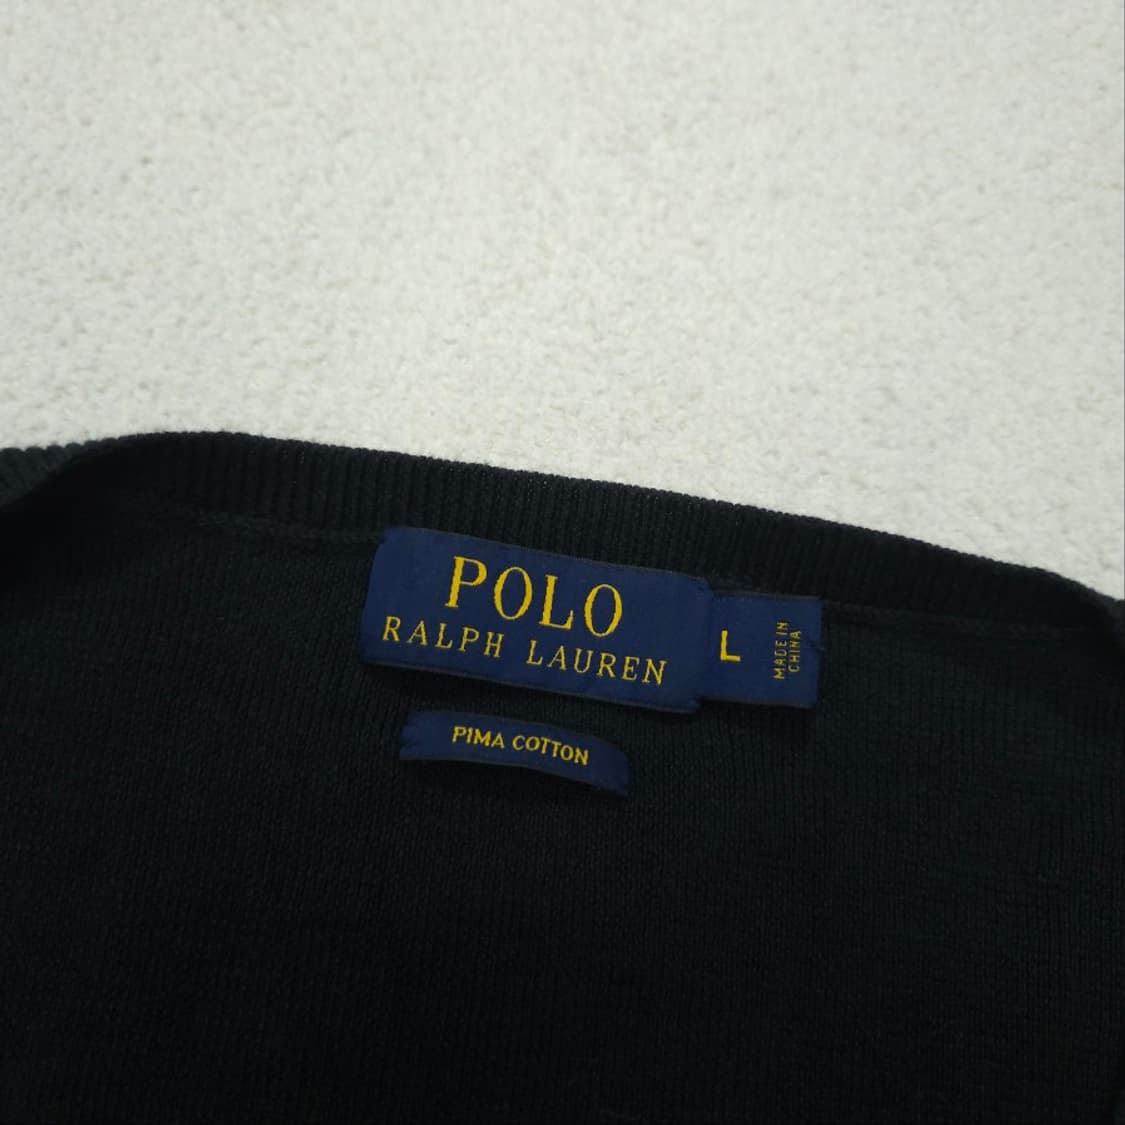 POLO
RALPH LAUREN
L
MADE IN
CHINA
PIMA COTTON